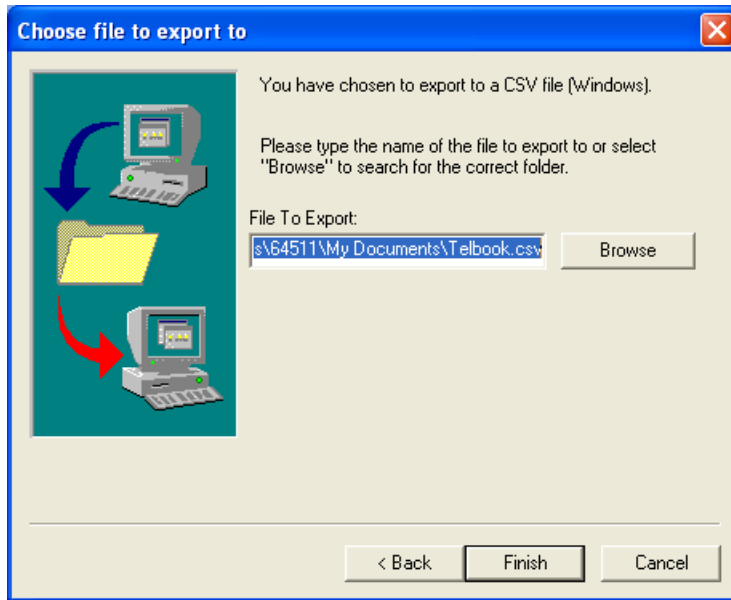 Choose file to export to
You have chosen to export to a CSV file (Windows).
Please type the name of the file to export to or select
"Browse" to search for the correct folder.
File To Export:
s\64511\My Documents\Telbook.csv
Browse
< Back
Finish
Cancel